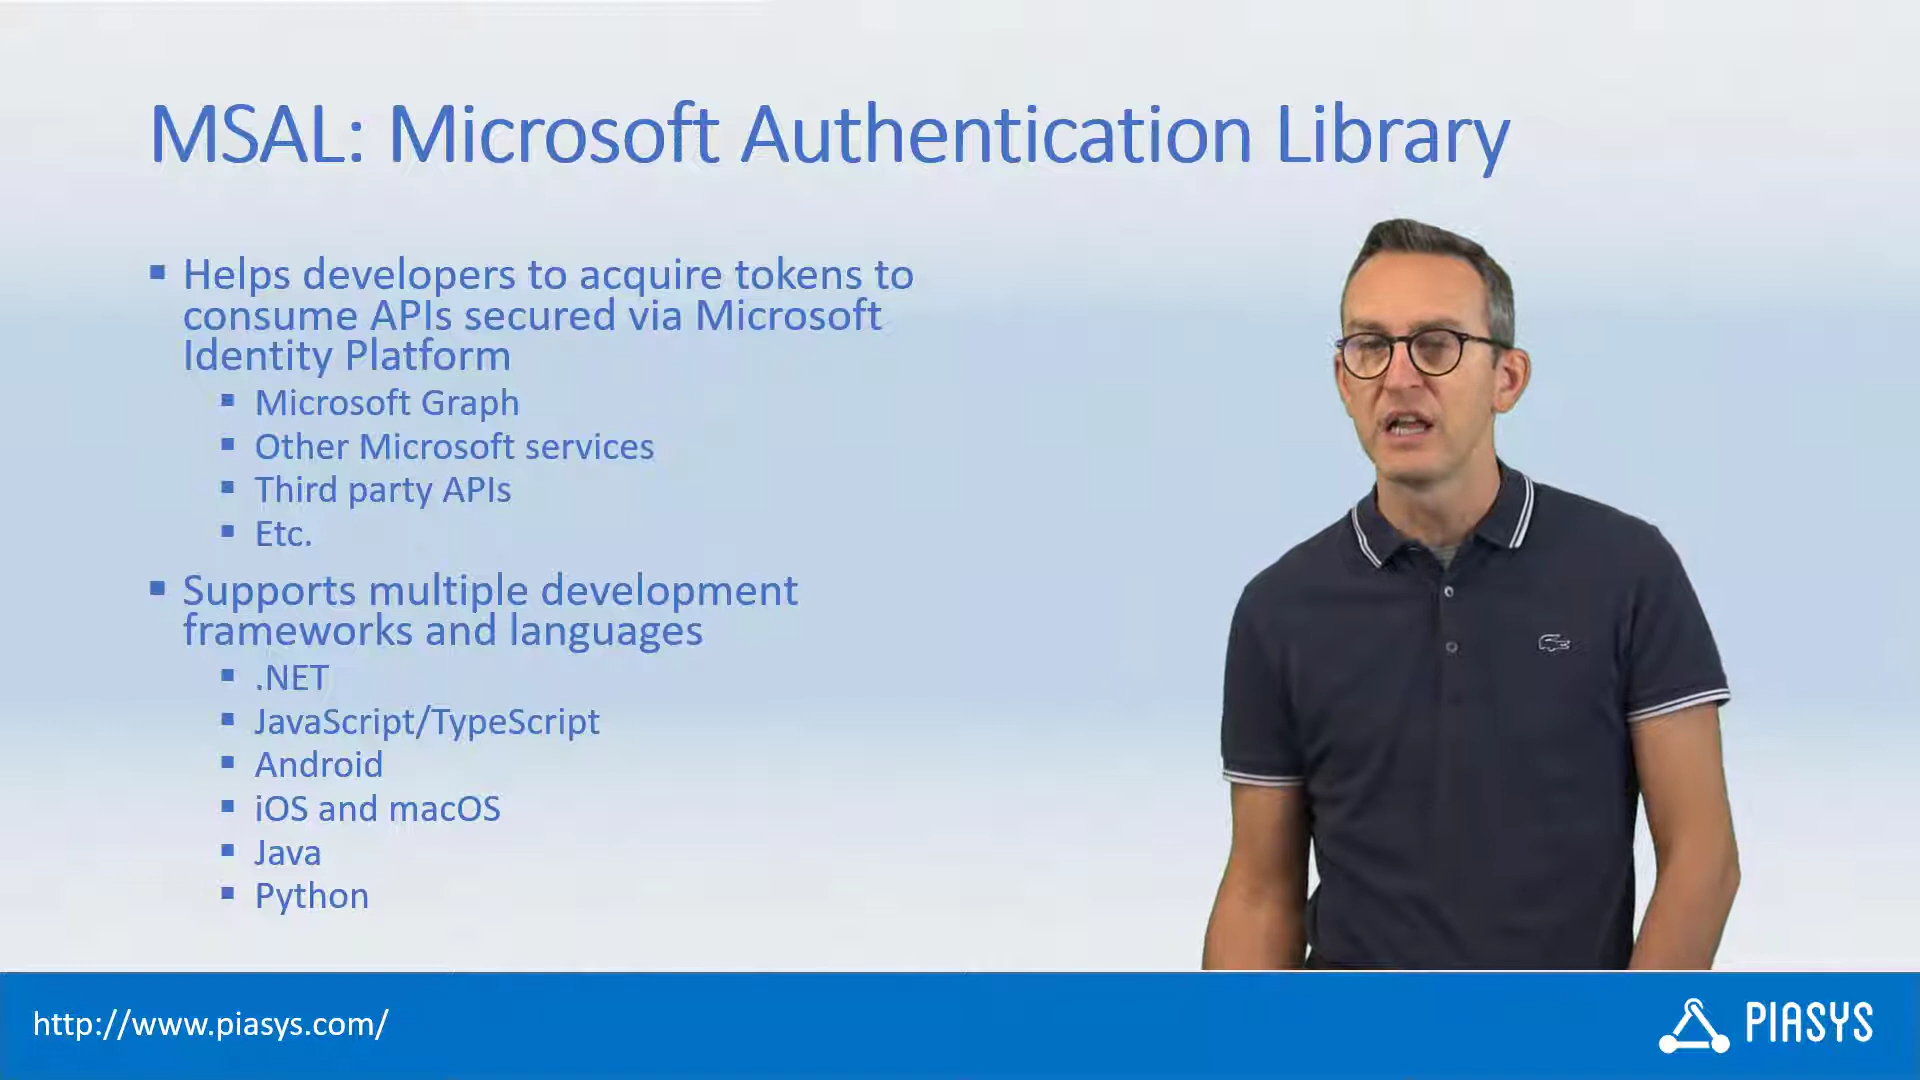 MSAL: Microsoft Authentication Library
Helps developers to acquire tokens to
consume APIs secured via Microsoft
Identity Platform
Microsoft Graph
Other Microsoft services
Third party APIs
Etc.
Supports multiple development
frameworks and languages
.NET
JavaScript/TypeScript
Android
iOS and macOS
Java
Python
http://www.piasys.com/
PIASYS